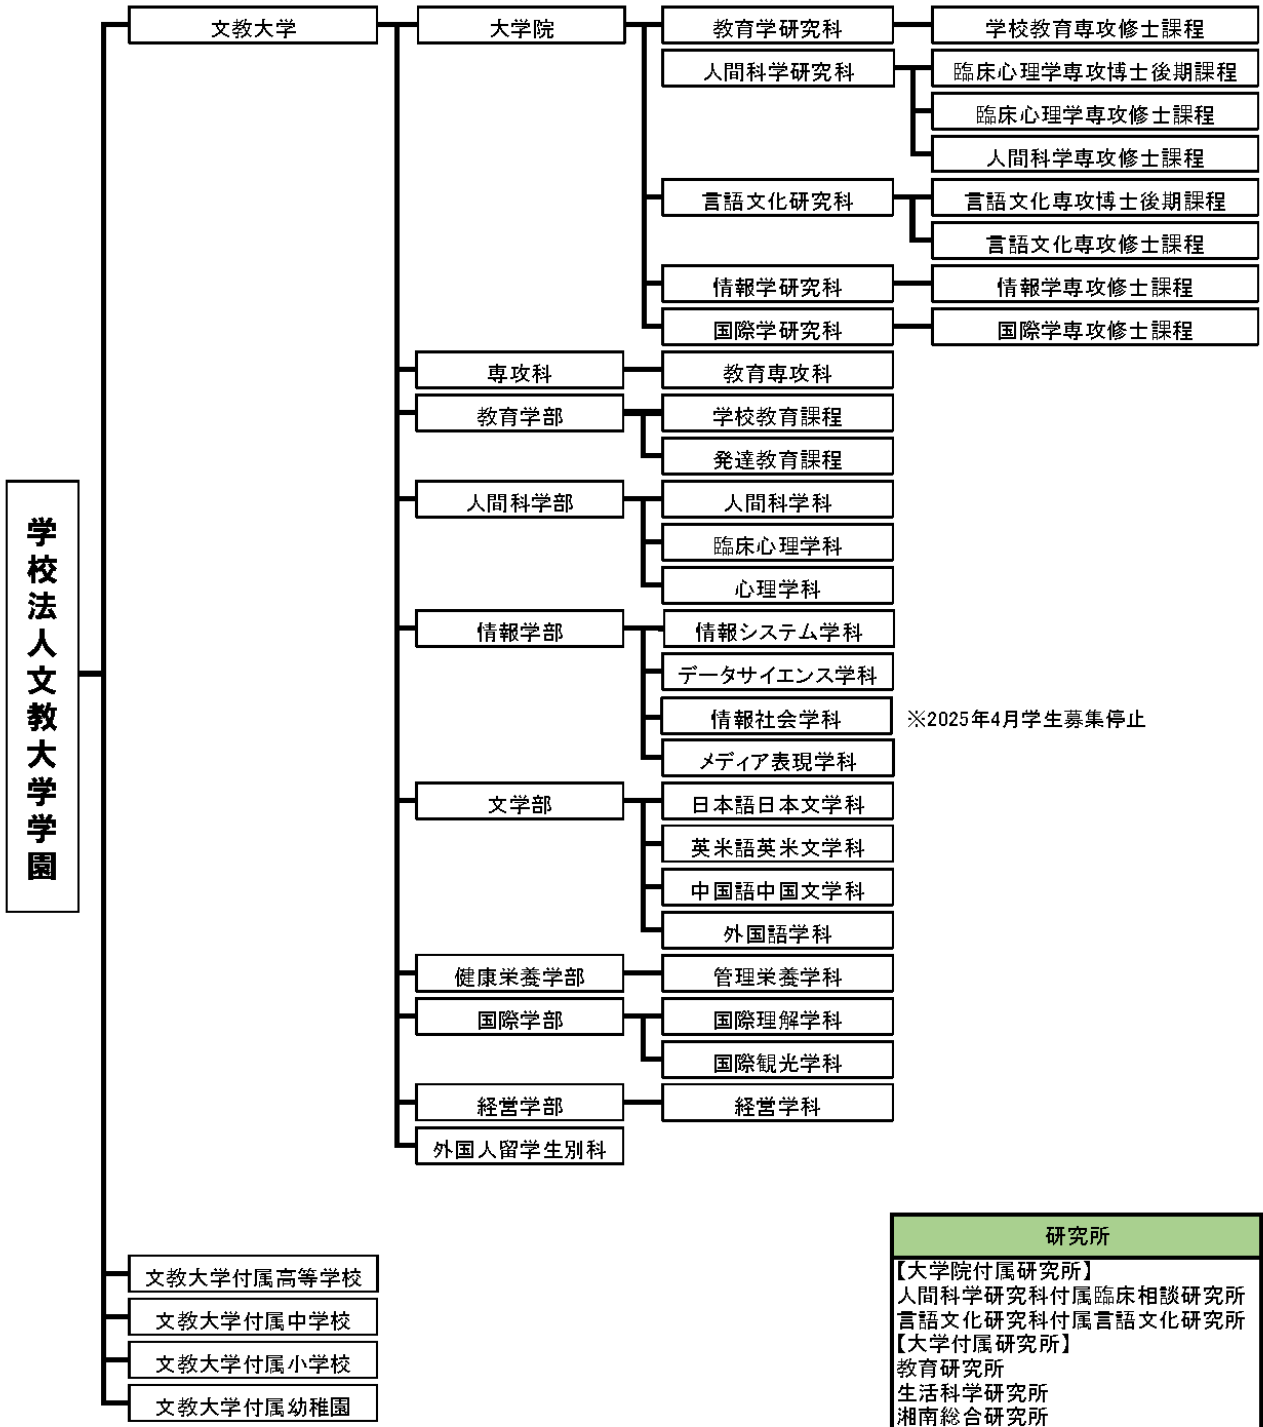 学校法人文教大学学園
文教大学
大学院
教育学研究科
学校教育専攻修士課程
人間科学研究科
臨床心理学専攻博士後期課程
臨床心理学専攻修士課程
人間科学専攻修士課程
言語文化研究科
言語文化専攻博士後期課程
言語文化専攻修士課程
情報学研究科
情報学専攻修士課程
国際学研究科
国際学専攻修士課程
専攻科
教育専攻科
教育学部
学校教育課程
発達教育課程
人間科学部
人間科学科
臨床心理学科
心理学科
情報学部
情報システム学科
データサイエンス学科
情報社会学科
※2025年4月学生募集停止
メディア表現学科
文学部
日本語日本文学科
英米語英米文学科
中国語中国文学科
外国語学科
健康栄養学部
管理栄養学科
国際学部
国際理解学科
国際観光学科
経営学部
経営学科
外国人留学生別科
文教大学付属高等学校
文教大学付属中学校
文教大学付属小学校
文教大学付属幼稚園
研究所
【大学院付属研究所】
人間科学研究科付属臨床相談研究所
言語文化研究科付属言語文化研究所
【大学付属研究所】
教育研究所
生活科学研究所
湘南総合研究所